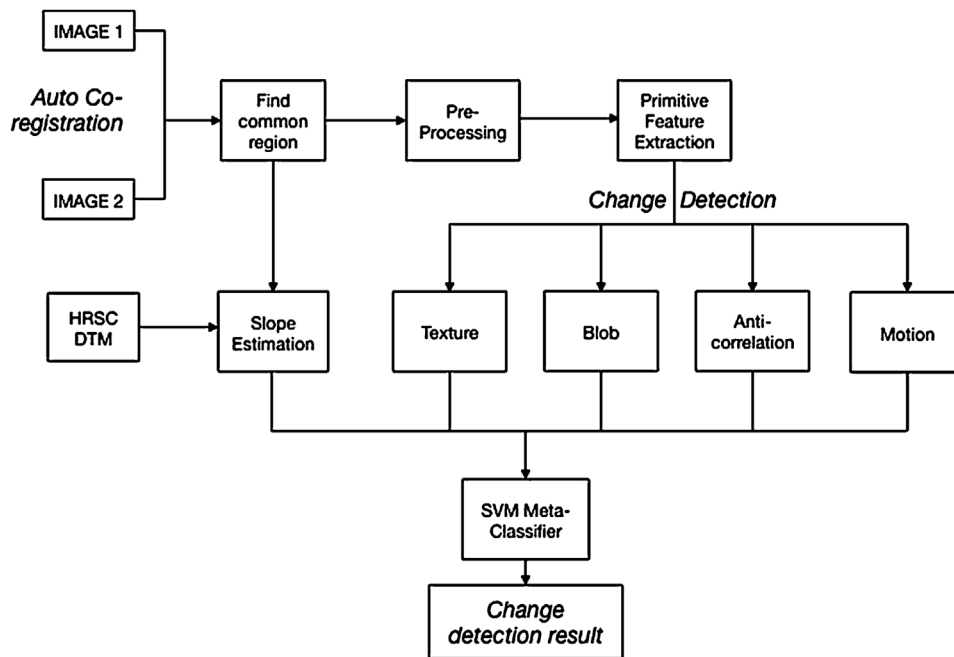 IMAGE 1
Auto Co-
registration
IMAGE 2
Find
common
region
Pre-
Processing
Primitive
Feature
Extraction
Change Detection
HRSC
DTM
Slope
Estimation
Texture
Blob
Anti-
correlation
Motion
SVM Meta-
Classifier
Change
detection result